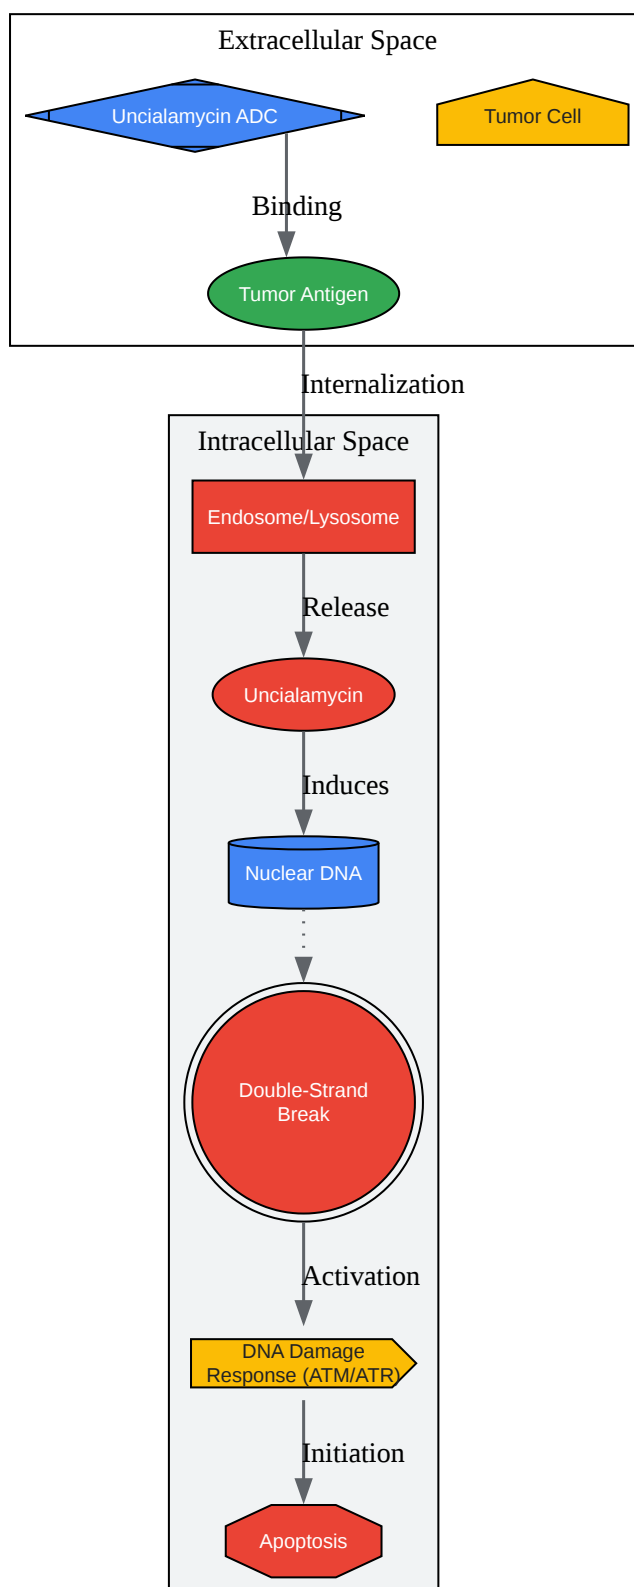 Extracellular Space
Uncialamycin ADC
Tumor Cell
Binding
Tumor Antigen
Internalization
Intracellular Space
Endosome/Lysosome
Release
Uncialamycin
Induces
Nuclear DNA
Double-Strand
Break
Activation
DNA Damage
Response (ATM/ATR)
Initiation
Apoptosis